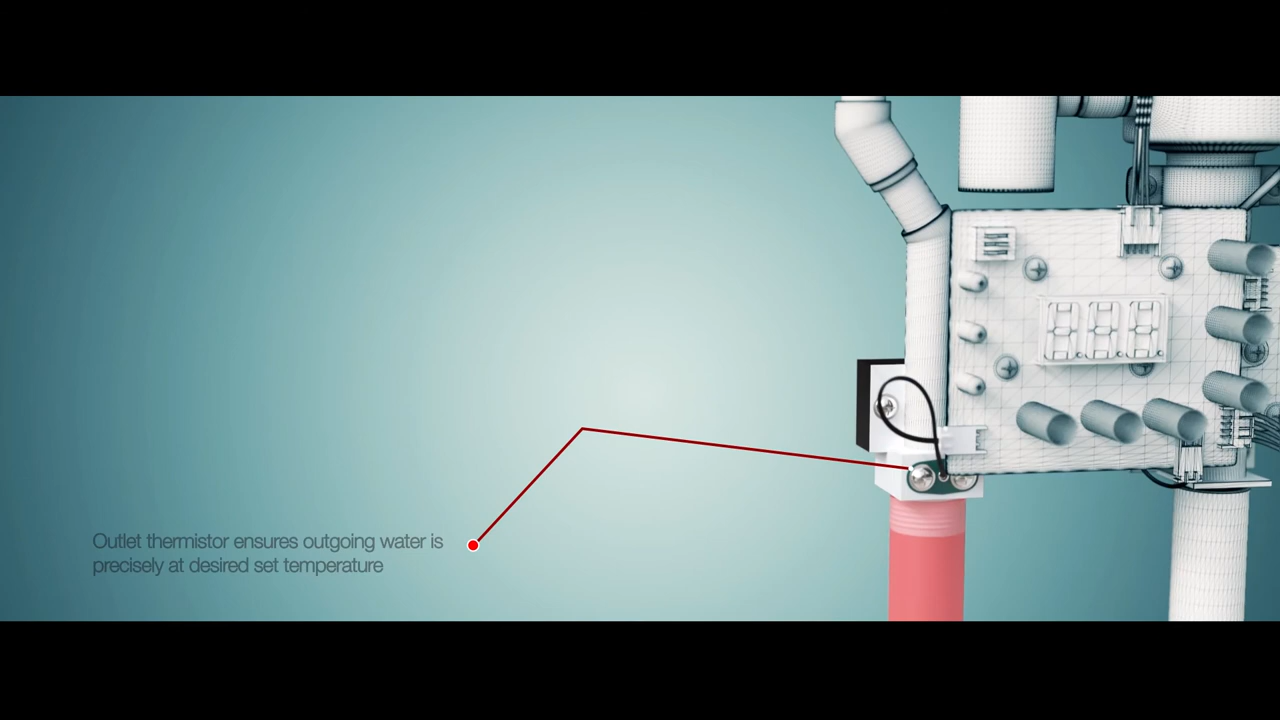 Outlet thermistor ensures outgoing water is
precisely at desired set temperature